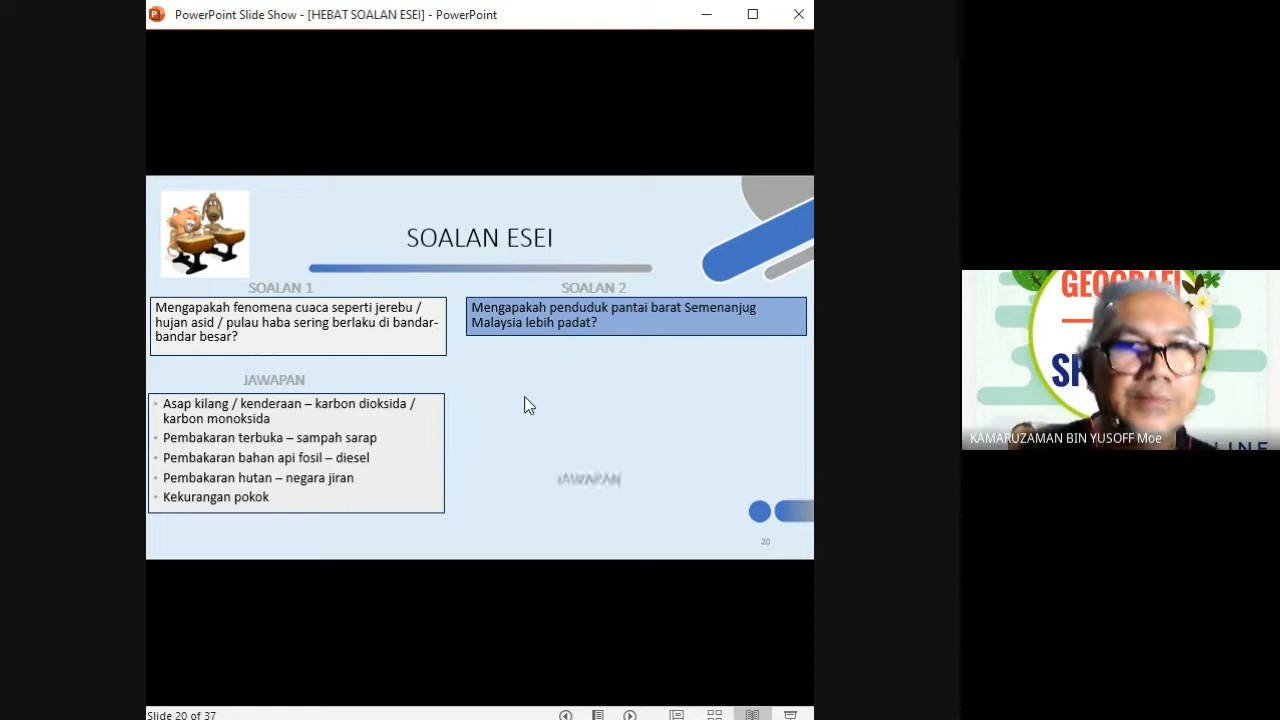 PowerPoint Slide Show - [HEBAT SOALAN ESEI] - PowerPoint
SOALAN ESEI
SOALAN 1
Mengapakah fenomena cuaca seperti jerebu /
hujan asid / pulau haba sering berlaku di bandar-
bandar besar?
JAWAPAN
Asap kilang / kenderaan – karbon dioksida /
karbon monoksida
Pembakaran terbuka – sampah sarap
Pembakaran bahan api fosil – diesel
Pembakaran hutan – negara jiran
Kekurangan pokok
SOALAN 2
Mengapakah penduduk pantai barat Semenanjug
Malaysia lebih padat?
JAWAPAN
20
Slide 20 of 37
GEOGRAFI
KAMARUZAMAN BIN YUSOFF Moe